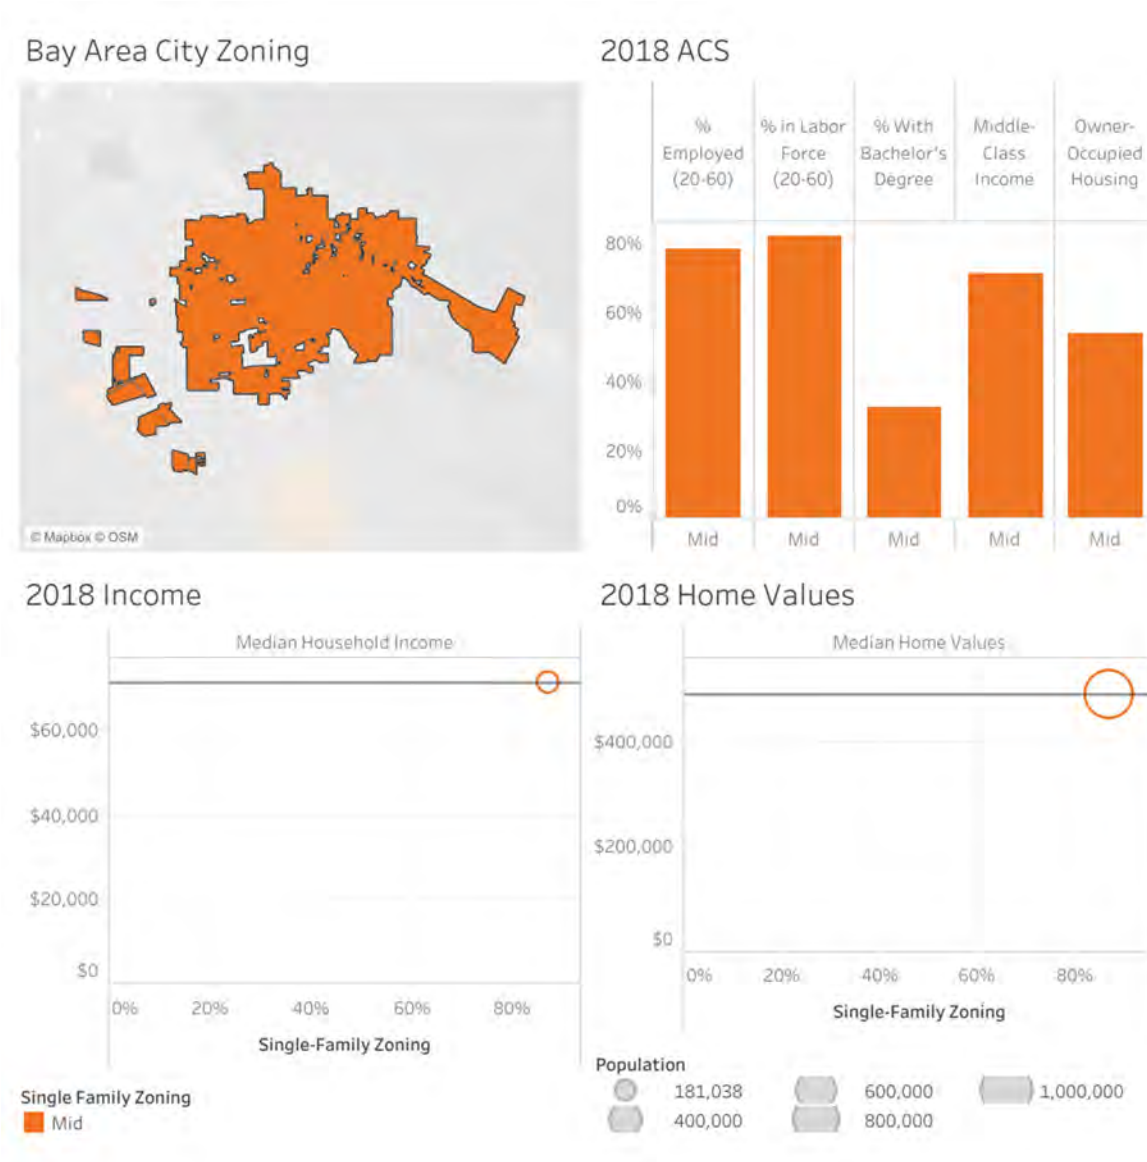 Bay Area City Zoning
© Mapbox © OSM
2018 ACS
%
Employed
(20-60)
% in Labor
Force
(20-60)
% With
Bachelor's
Degree
Middle-
Class
Income
Owner-
Occupied
Housing
80%
60%
40%
20%
0%
Mid
Mid
Mid
Mid
Mid
2018 Income
Median Household Income
$60,000
$40,000
$20,000
$0
0%
20%
40%
60%
80%
Single-Family Zoning
2018 Home Values
Median Home Values
$400,000
$200,000
$0
0%
20%
40%
60%
80%
Single-Family Zoning
Single Family Zoning
Mid
Population
181,038
600,000
1,000,000
400,000
800,000